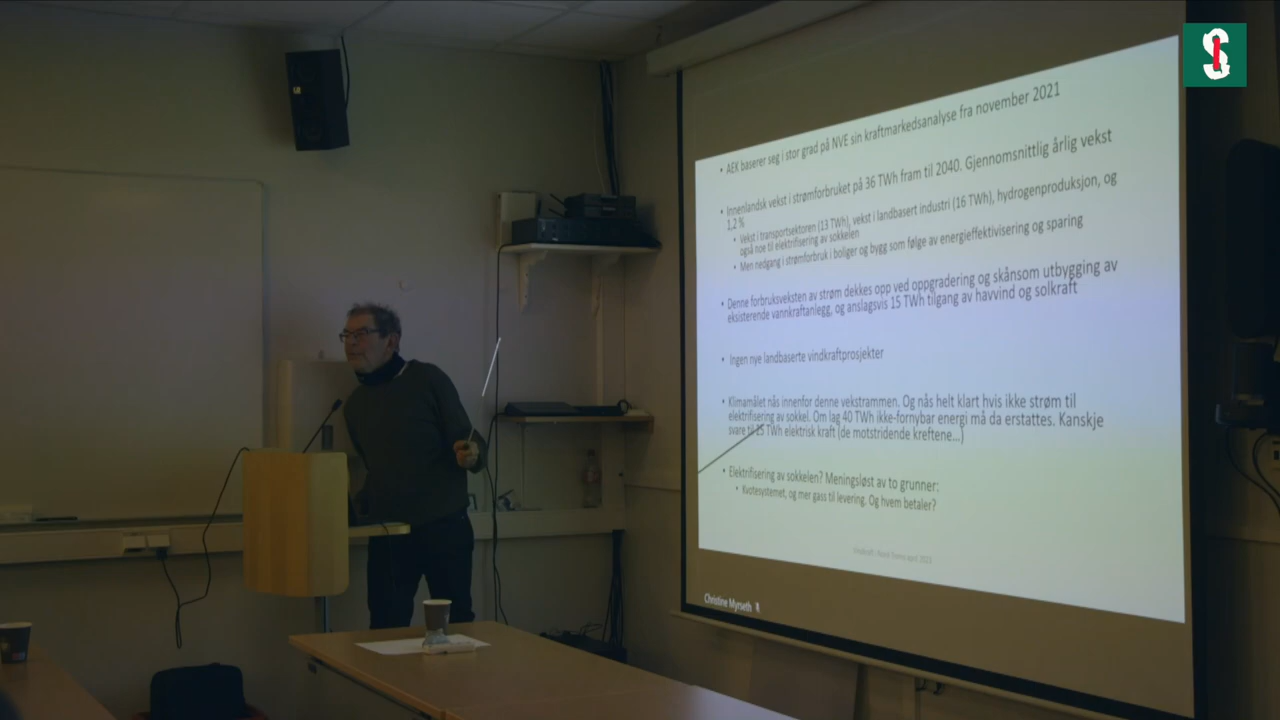 • AEK baserer seg i stor grad på NVE sin kraftmarkedsanalyse fra november 2021
• Innenlandsk vekst i strømforbruket på 36 TWh fram til 2040. Gjennomsnittlig årlig vekst
1,2 %
• Vekst i transportsektoren (13 TWh), vekst i landbasert industri (16 TWh), hydrogenproduksjon, og
også noe til elektrifisering av sokkelen
• Men nedgang i strømforbruk i boliger og bygg som følge av energieffektivisering og sparing
• Denne forbruksveksten av strøm dekkes opp ved oppgradering og skånsom utbygging av
eksisterende vannkraftanlegg, og anslagsvis 15 TWh tilgang av havvind og solkraft
• Ingen nye landbaserte vindkraftprosjekter
• Klimamålet nås innenfor denne vekstrammen. Og nås helt klart hvis ikke strøm til
elektrifisering av sokkel. Om lag 40 TWh ikke-fornybar energi må da erstattes. Kanskje
svare til 25 TWh elektrisk kraft (de motstridende kreftene...)
• Elektrifisering av sokkelen? Meningsløst av to grunner:
• Kvotesystemet, og mer gass til levering. Og hvem betaler?
april 2023
Christine Myrseth